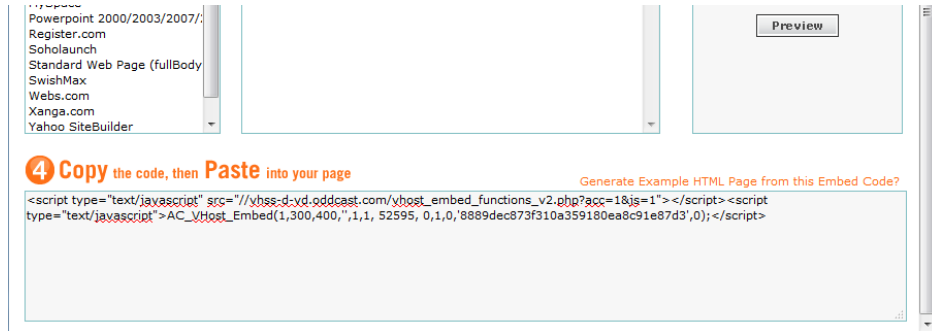 MySpace
Powerpoint 2000/2003/2007/:
Register.com
Soholaunch
Standard Web Page (fullBody
SwishMax
Webs.com
Xanga.com
Yahoo SiteBuilder
Preview
4 Copy the code, then Paste into your page
Generate Example HTML Page from this Embed Code?
<script type="text/javascript" src="//vhss-d-vd.oddcast.com/vhost_embed_functions_v2.php?acc=1&js=1"></script><script
type="text/javascript">AC_VHost_Embed(1,300,400,'',1,1, 52595, 0,1,0,'8889dec873f310a359180ea8c91e87d3',0);</script>